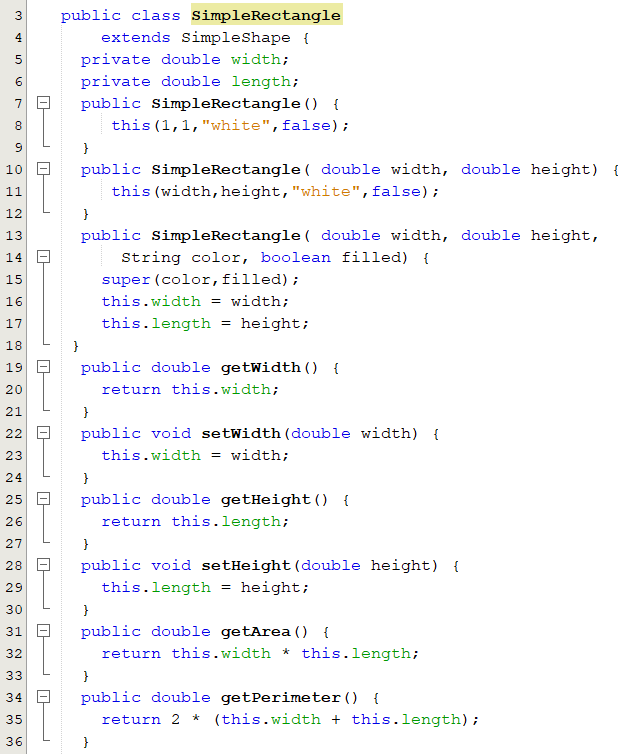 3 public class SimpleRectangle
4 extends SimpleShape {
5 private double width;
6 private double length;
7 public SimpleRectangle() {
8 this(1,1,"white",false);
9 }
10 public SimpleRectangle( double width, double height) {
11 this(width,height,"white",false);
12 }
13 public SimpleRectangle( double width, double height,
14 String color, boolean filled) {
15 super(color,filled);
16 this.width = width;
17 this.length = height;
18 }
19 public double getWidth() {
20 return this.width;
21 }
22 public void setWidth(double width) {
23 this.width = width;
24 }
25 public double getHeight() {
26 return this.length;
27 }
28 public void setHeight(double height) {
29 this.length = height;
30 }
31 public double getArea() {
32 return this.width * this.length;
33 }
34 public double getPerimeter() {
35 return 2 * (this.width + this.length);
36 }